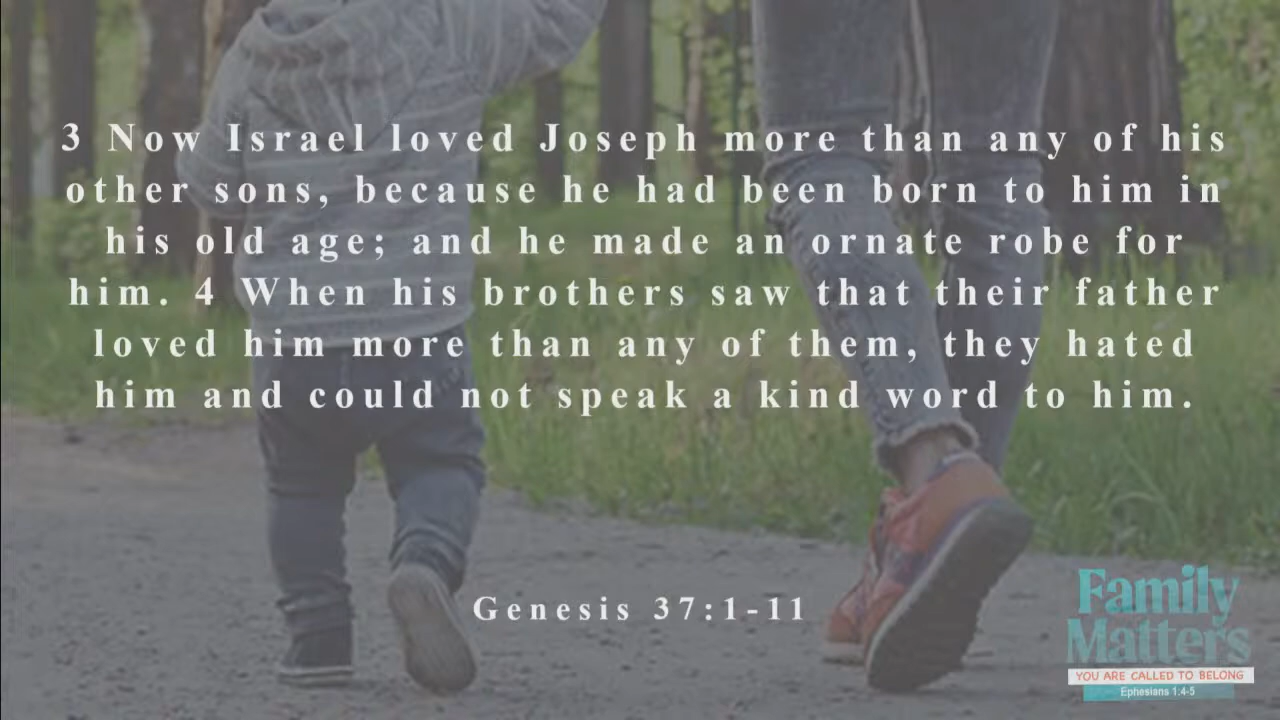 3 Now Israel loved Joseph more than any of his
other sons, because he had been born to him in
his old age; and he made an ornate robe for
him. 4 When his brothers saw that their father
loved him more than any of them, they hated
him and could not speak a kind word to him.
Genesis 37:1-11
Family
Matters
YOU ARE CALLED TO BELONG
Ephesians 1:4-5